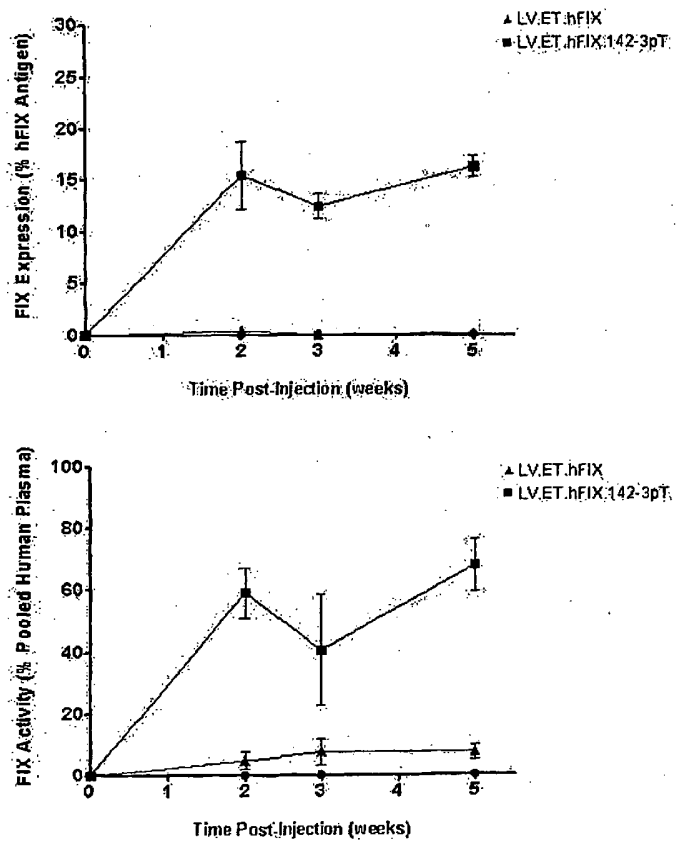 LV.ET.hFIX
LV.ET.hFIX.142-3pT
FIX Expression (% hFIX Antigen)
30
25
20
15
10
5
0
0 1 2 3 4 5
Time Post-Injection (weeks)
LV.ET.hFIX
LV.ET.hFIX.142-3pT
FIX Activity (% Pooled Human Plasma)
100
80
60
40
20
0
0 1 2 3 4 5
Time Post-Injection (weeks)